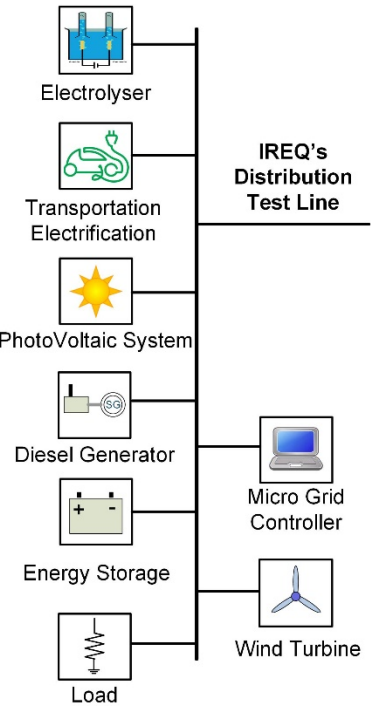 Electrolyser
IREQ's
Distribution
Test Line
Transportation
Electrification
PhotoVoltaic System
SG
Diesel Generator
+ -
Micro Grid
Controller
Energy Storage
Wind Turbine
Load